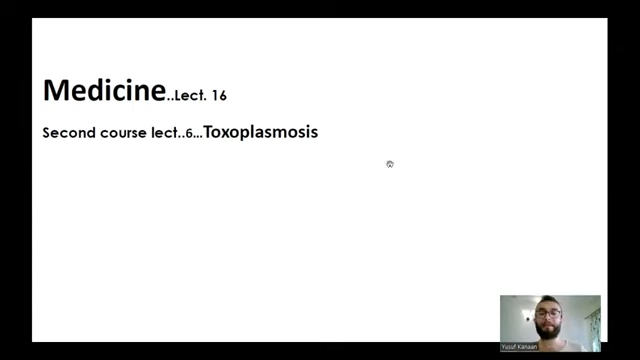 Medicine..Lect. 16
Second course lect..6...Toxoplasmosis
Yusuf Kanaan